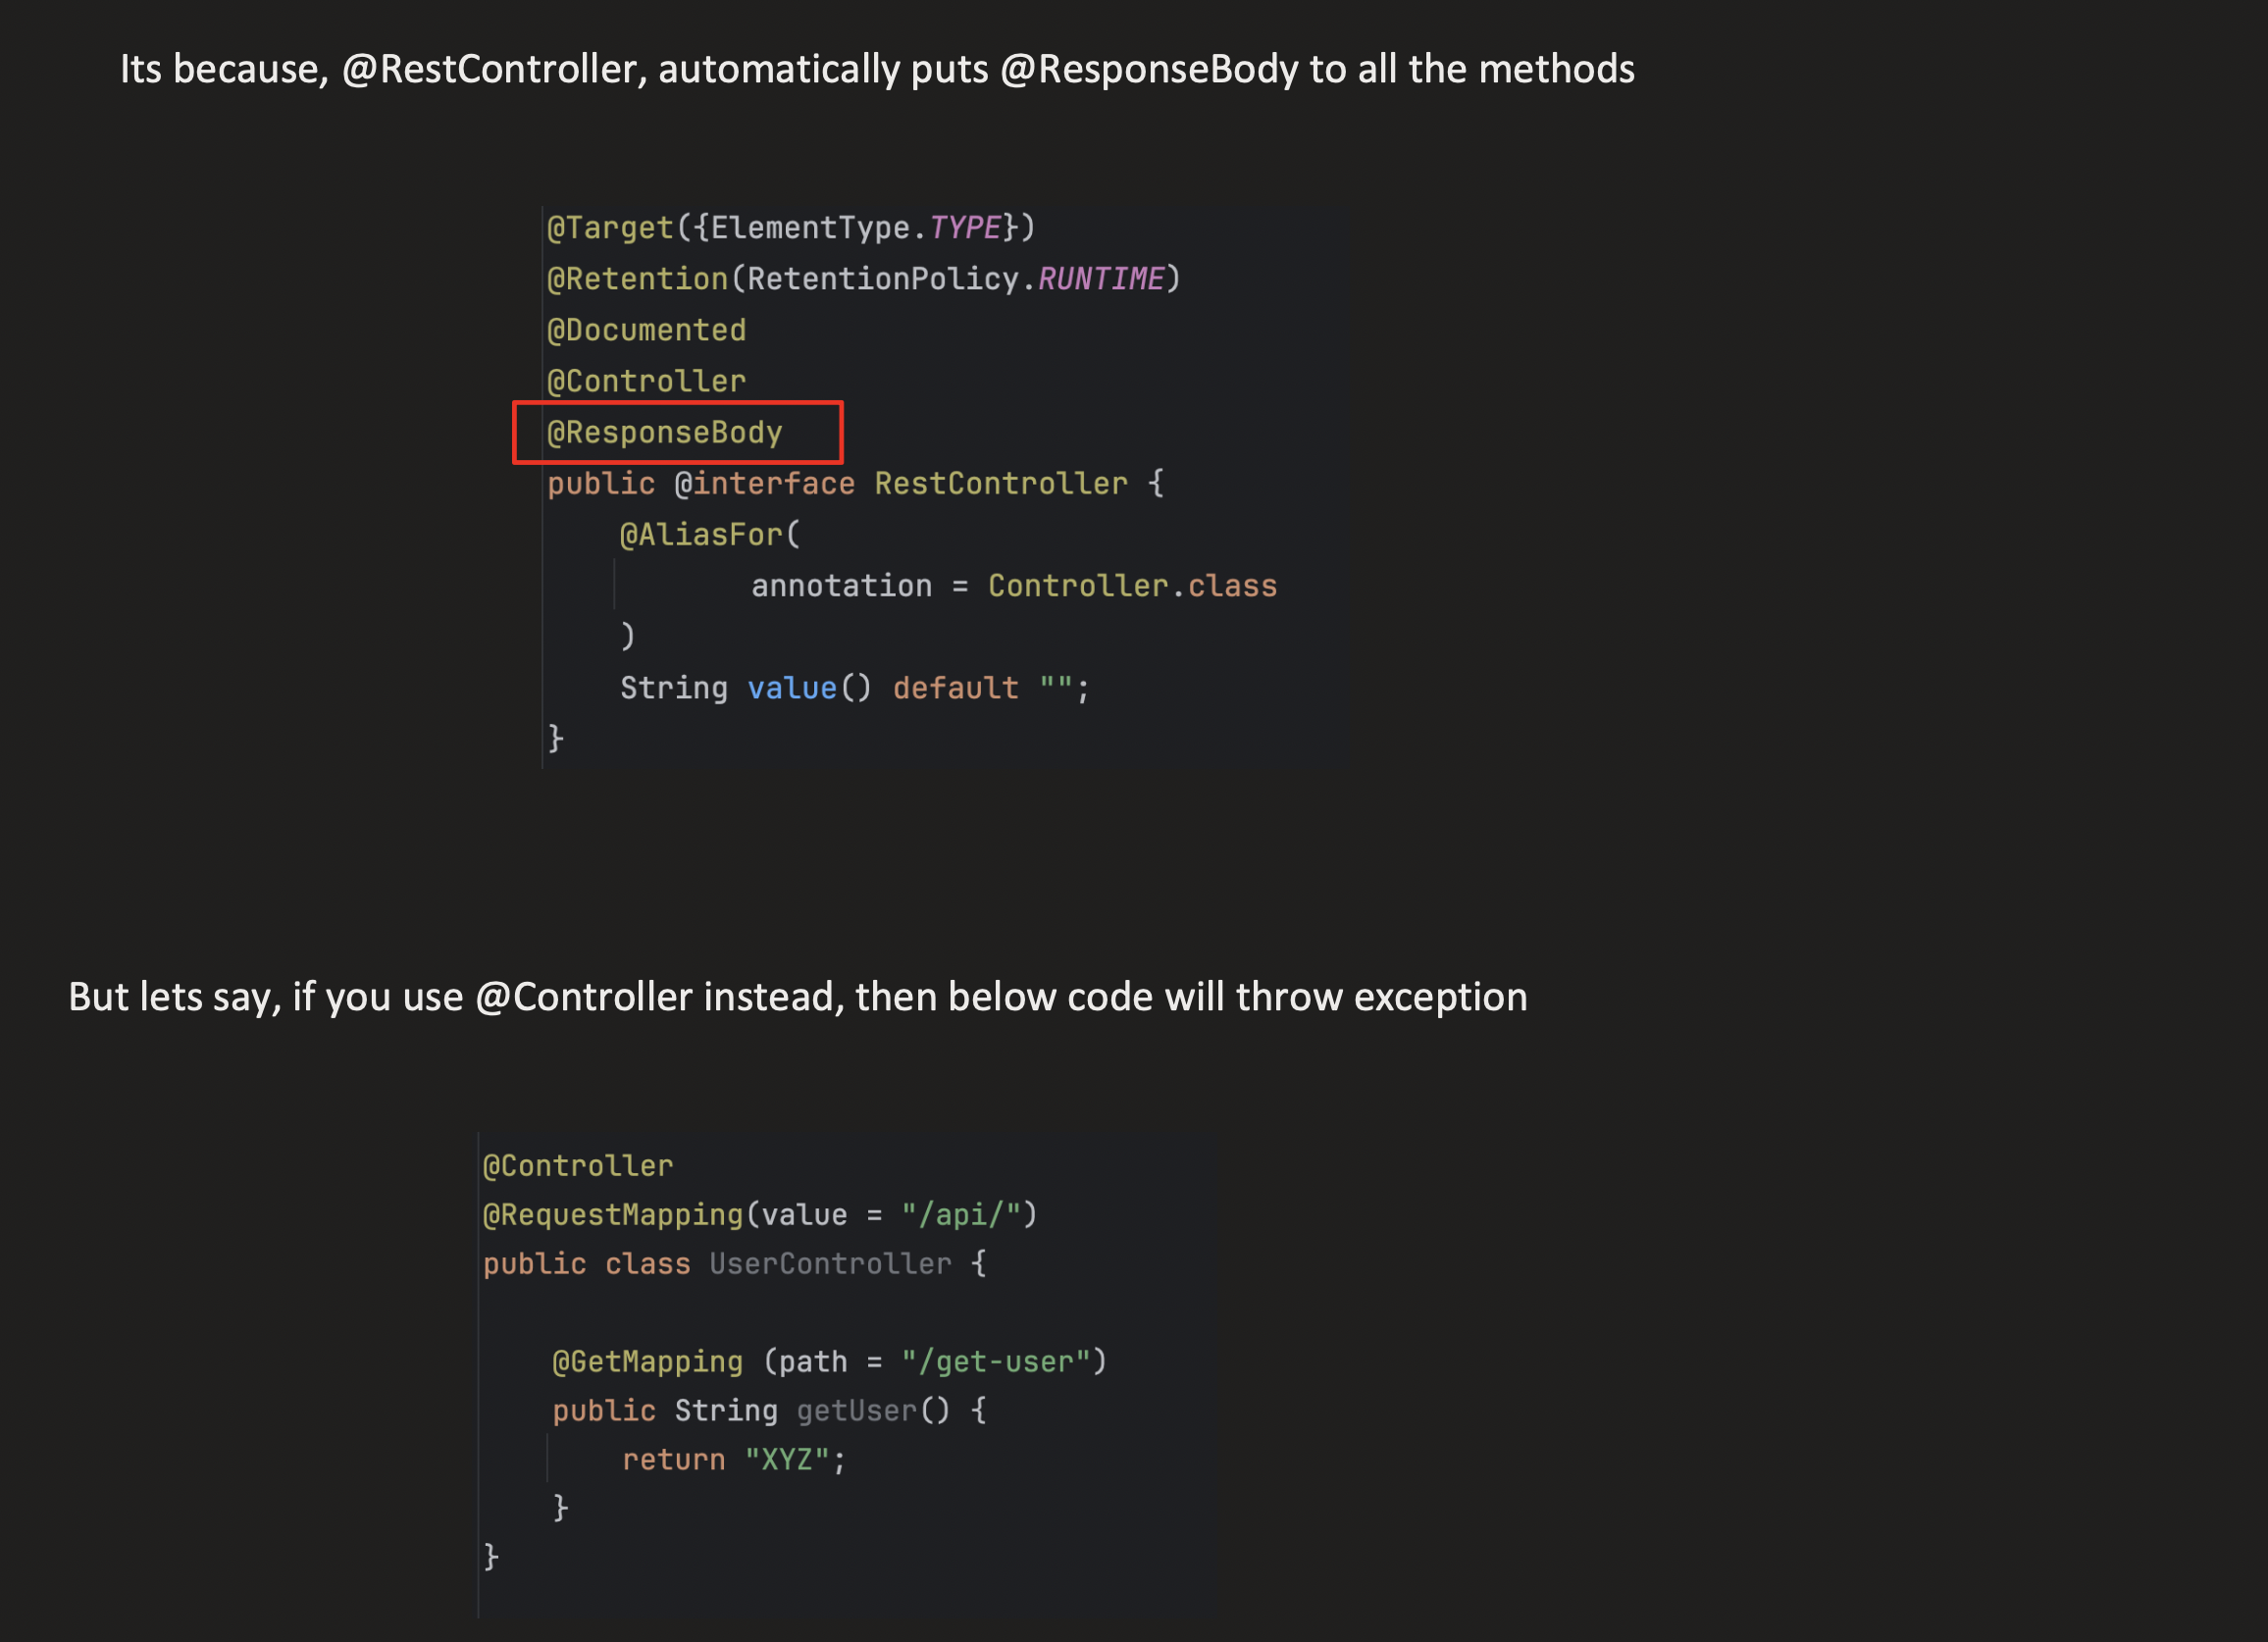 Its because, @RestController, automatically puts @ResponseBody to all the methods
@Target({ElementType.TYPE})
@Retention(RetentionPolicy.RUNTIME)
@Documented
@Controller
@ResponseBody
public @interface RestController {
@AliasFor(
annotation = Controller.class
)
String value() default "";
}
But lets say, if you use @Controller instead, then below code will throw exception
@Controller
@RequestMapping(value = "/api/")
public class UserController {
@GetMapping (path = "/get-user")
public String getUser() {
return "XYZ";
}
}